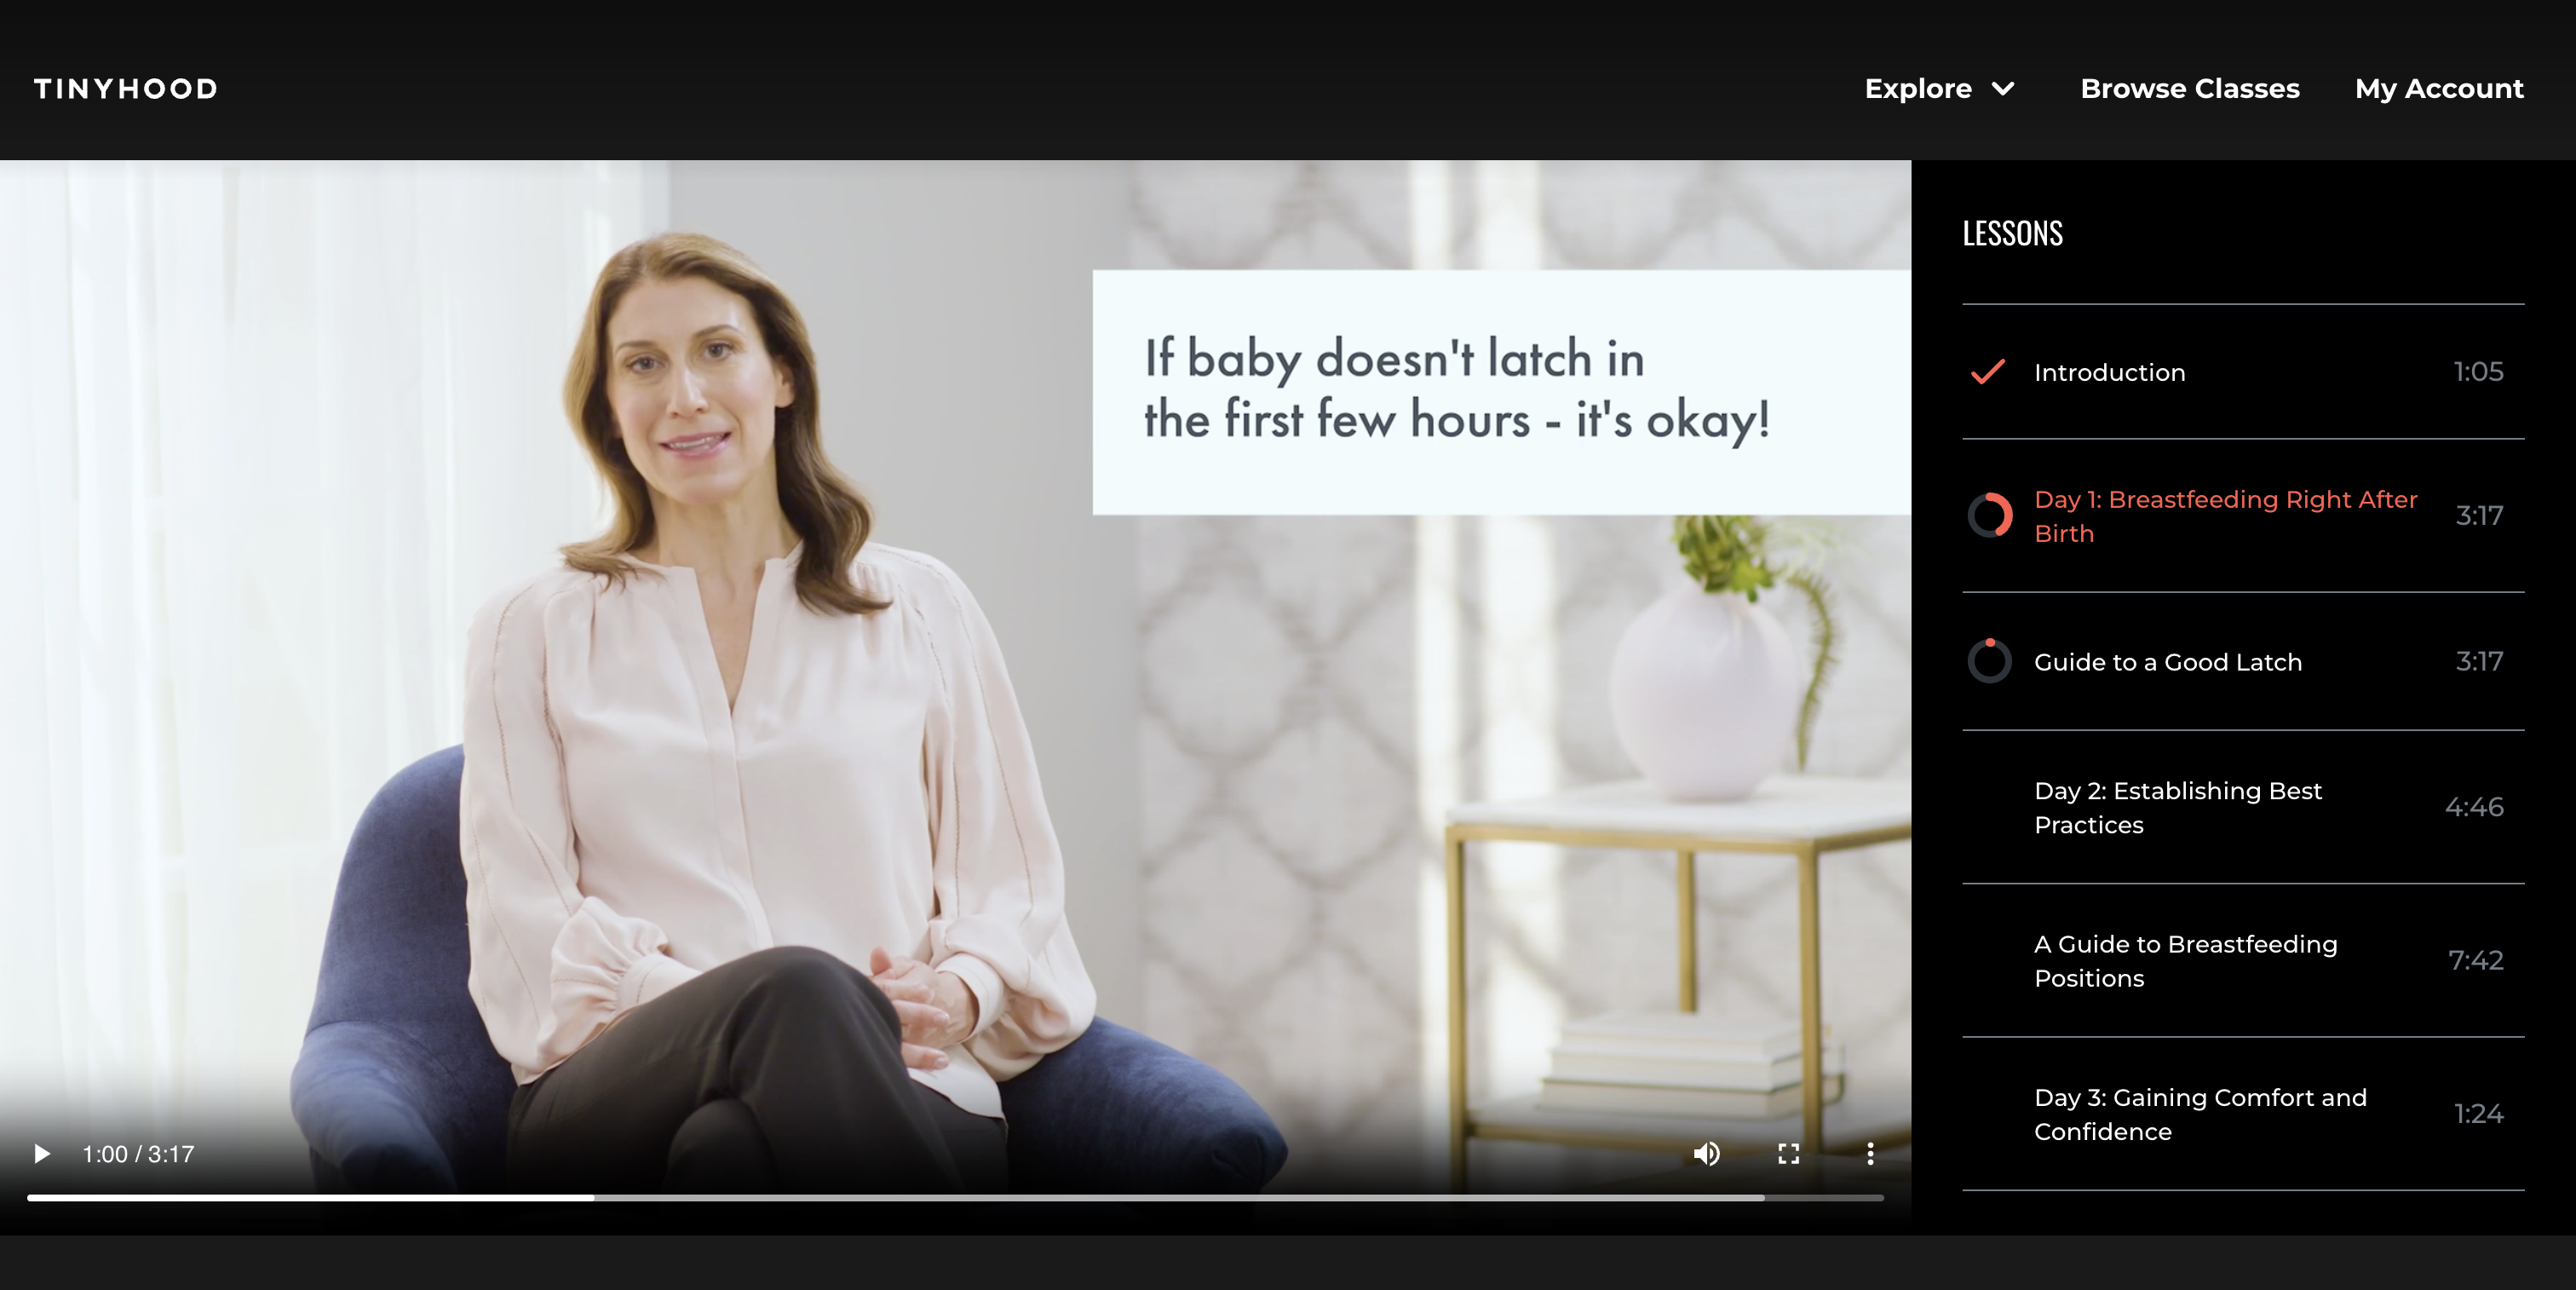 TINYHOOD
Explore
Browse Classes
My Account
If baby doesn't latch in
the first few hours - it's okay!
1:00 / 3:17
LESSONS
Introduction
1:05
Day 1: Breastfeeding Right After
Birth
3:17
Guide to a Good Latch
3:17
Day 2: Establishing Best
Practices
4:46
A Guide to Breastfeeding
Positions
7:42
Day 3: Gaining Comfort and
Confidence
1:24